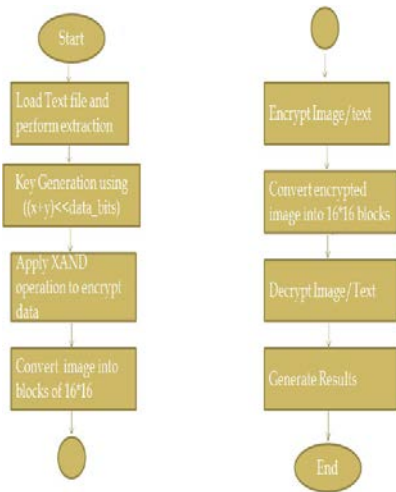 Start
Load Text file and
perform extraction
Key Generation using
((x+y)<<data_bits)
Apply XAND
operation to encrypt
data
Convert image into
blocks of 16*16
Encrypt Image/text
Convert encrypted
image into 16*16 blocks
Decrypt Image/Text
Generate Results
End